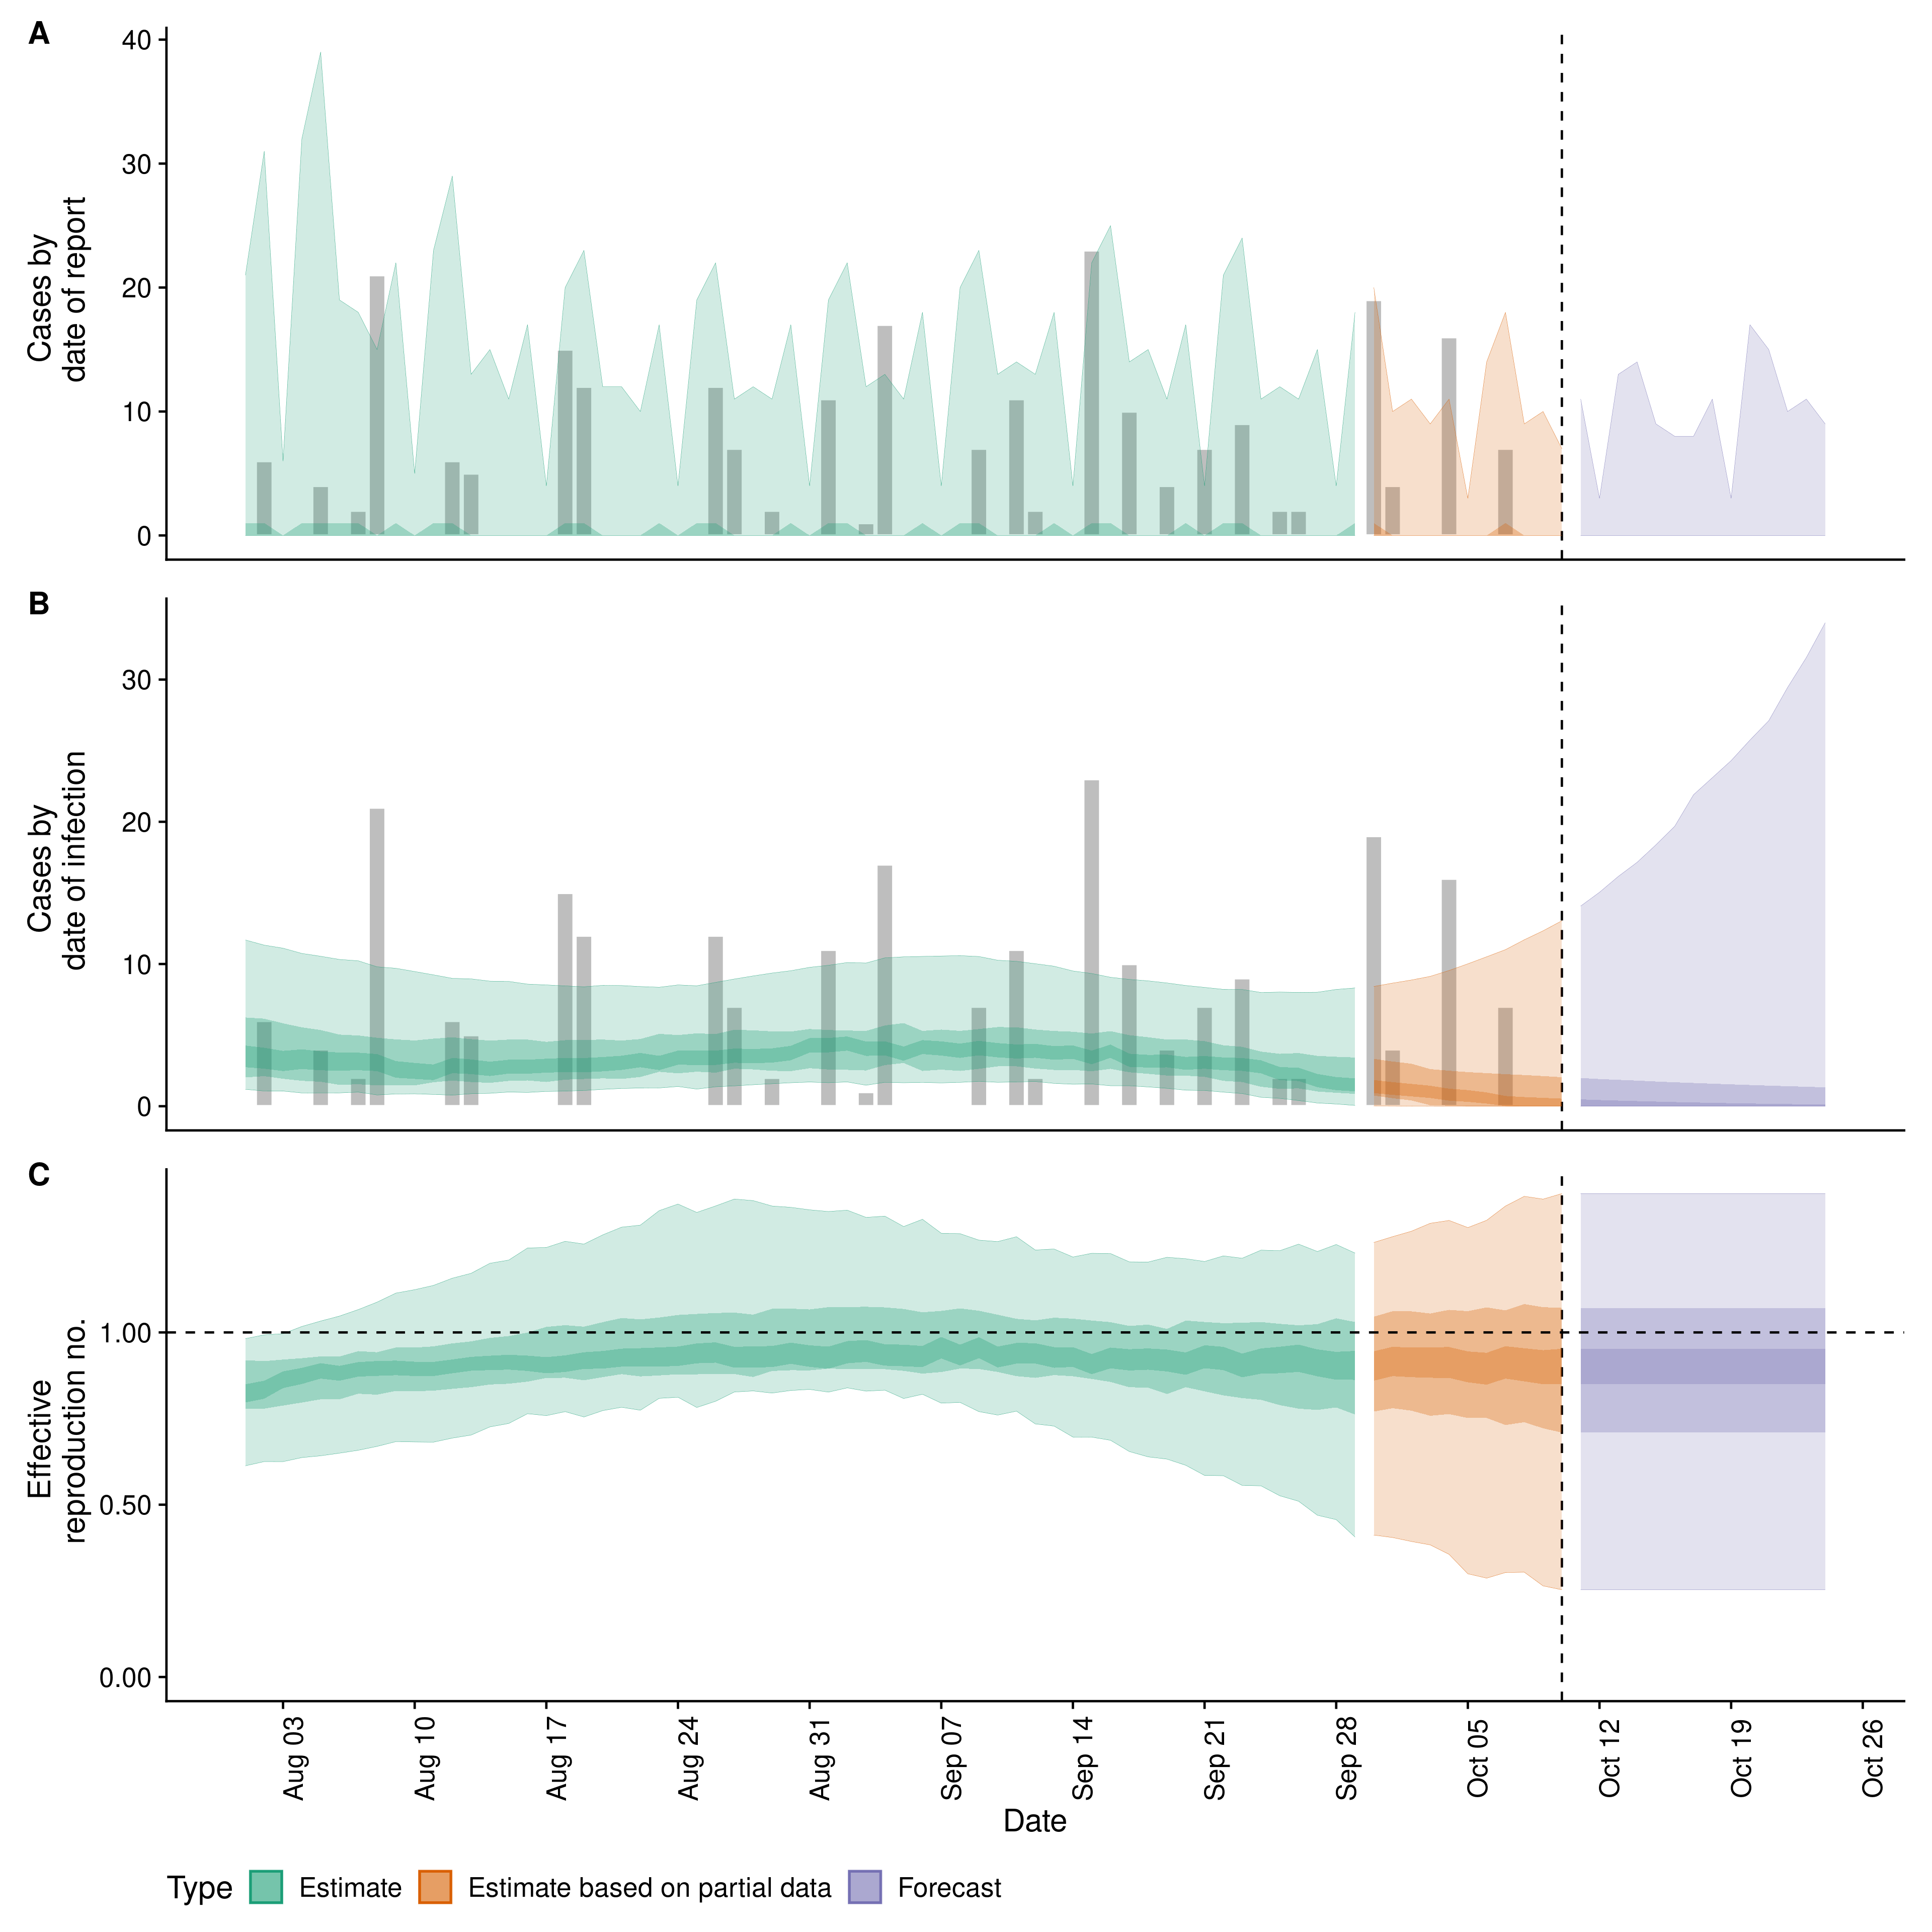 A
Cases by
date of report
40
30
20
10
0
B
Cases by
date of infection
30
20
10
0
C
Effective
reproduction no.
1.00
0.50
0.00
Aug 03
Aug 10
Aug 17
Aug 24
Aug 31
Sep 07
Sep 14
Sep 21
Sep 28
Oct 05
Oct 12
Oct 19
Oct 26
Date
Type Estimate Estimate based on partial data Forecast